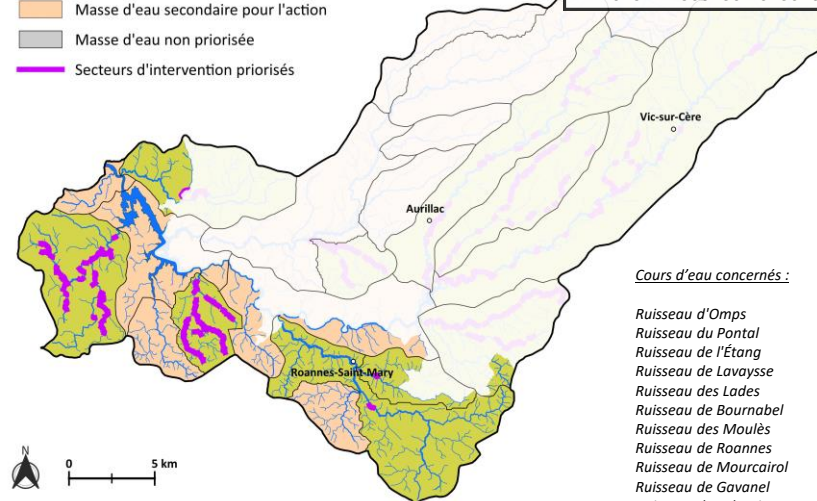 Masse d'eau secondaire pour l'action
Masse d'eau non priorisée
Secteurs d'intervention priorisés
Vic-sur-Cère
Aurillac
Roannes-Saint-Mary
Cours d'eau concernés :
Ruisseau d'Omps
Ruisseau du Pontal
Ruisseau de l'Étang
Ruisseau de Lavaysse
Ruisseau des Lades
Ruisseau de Bournabel
Ruisseau des Moulès
Ruisseau de Roannes
Ruisseau de Mourcairol
Ruisseau de Gavanel
N
0 5 km